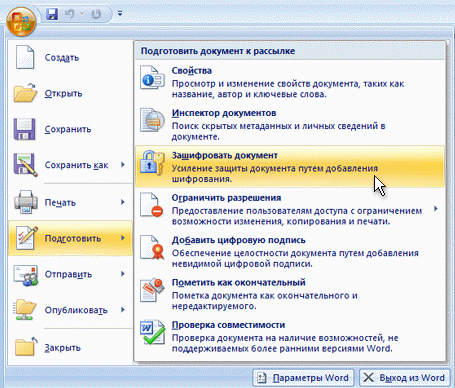 Создать
Открыть
Сохранить
Сохранить как
Печать
Подготовить
Отправить
Опубликовать
Закрыть
Подготовить документ к рассылке
Свойства
Просмотр и изменение свойств документа, таких как
название, автор и ключевые слова.
Инспектор документов
Поиск скрытых метаданных и личных сведений в
документе.
Зашифровать документ
Усиление защиты документа путем добавления
шифрования.
Ограничить разрешения
Предоставление пользователям доступа с ограничением
возможности изменения, копирования и печати.
Добавить цифровую подпись
Обеспечение целостности документа путем добавления
невидимой цифровой подписи.
Пометить как окончательный
Пометка документа как окончательного и
нередактируемого.
Проверка совместимости
Проверка документа на наличие возможностей, не
поддерживаемых более ранними версиями Word.
Параметры Word
Выход из Word